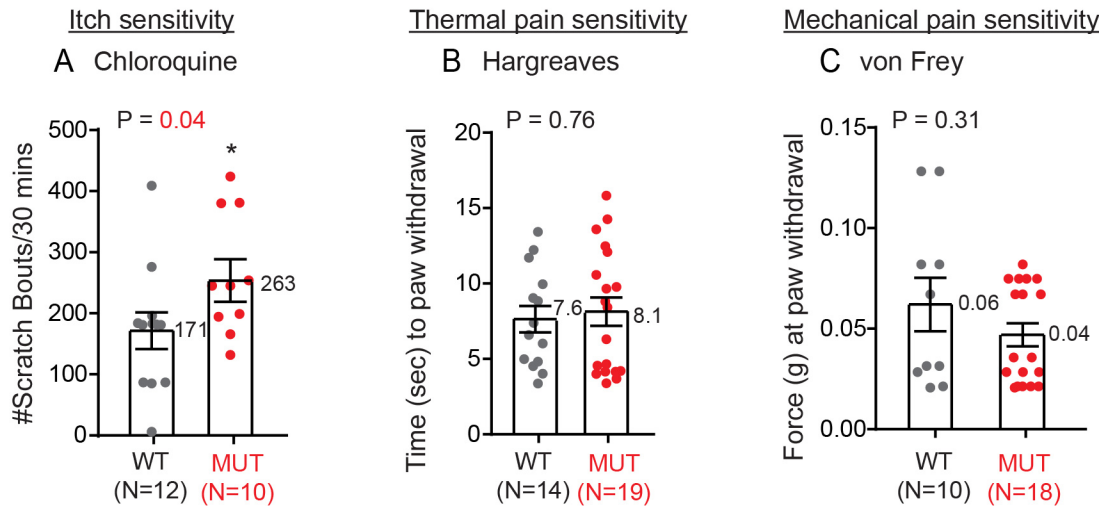 Itch sensitivity
Thermal pain sensitivity
Mechanical pain sensitivity
A Chloroquine
B Hargreaves
C von Frey
#Scratch Bouts/30 mins
P = 0.04
*
500
400
300
200
100
0
171
263
WT
MUT
(N=12)
(N=10)
Time (sec) to paw withdrawal
P = 0.76
20
15
10
5
0
7.6
8.1
WT
MUT
(N=14)
(N=19)
Force (g) at paw withdrawal
P = 0.31
0.15
0.10
0.05
0.00
0.06
0.04
WT
MUT
(N=10)
(N=18)